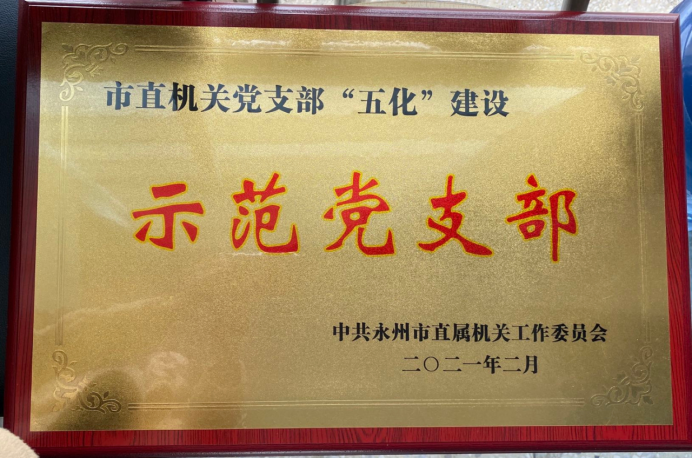 市直机关党支部“五化”建设
示范党支部
中共永州市直属机关工作委员会
二〇二一年二月